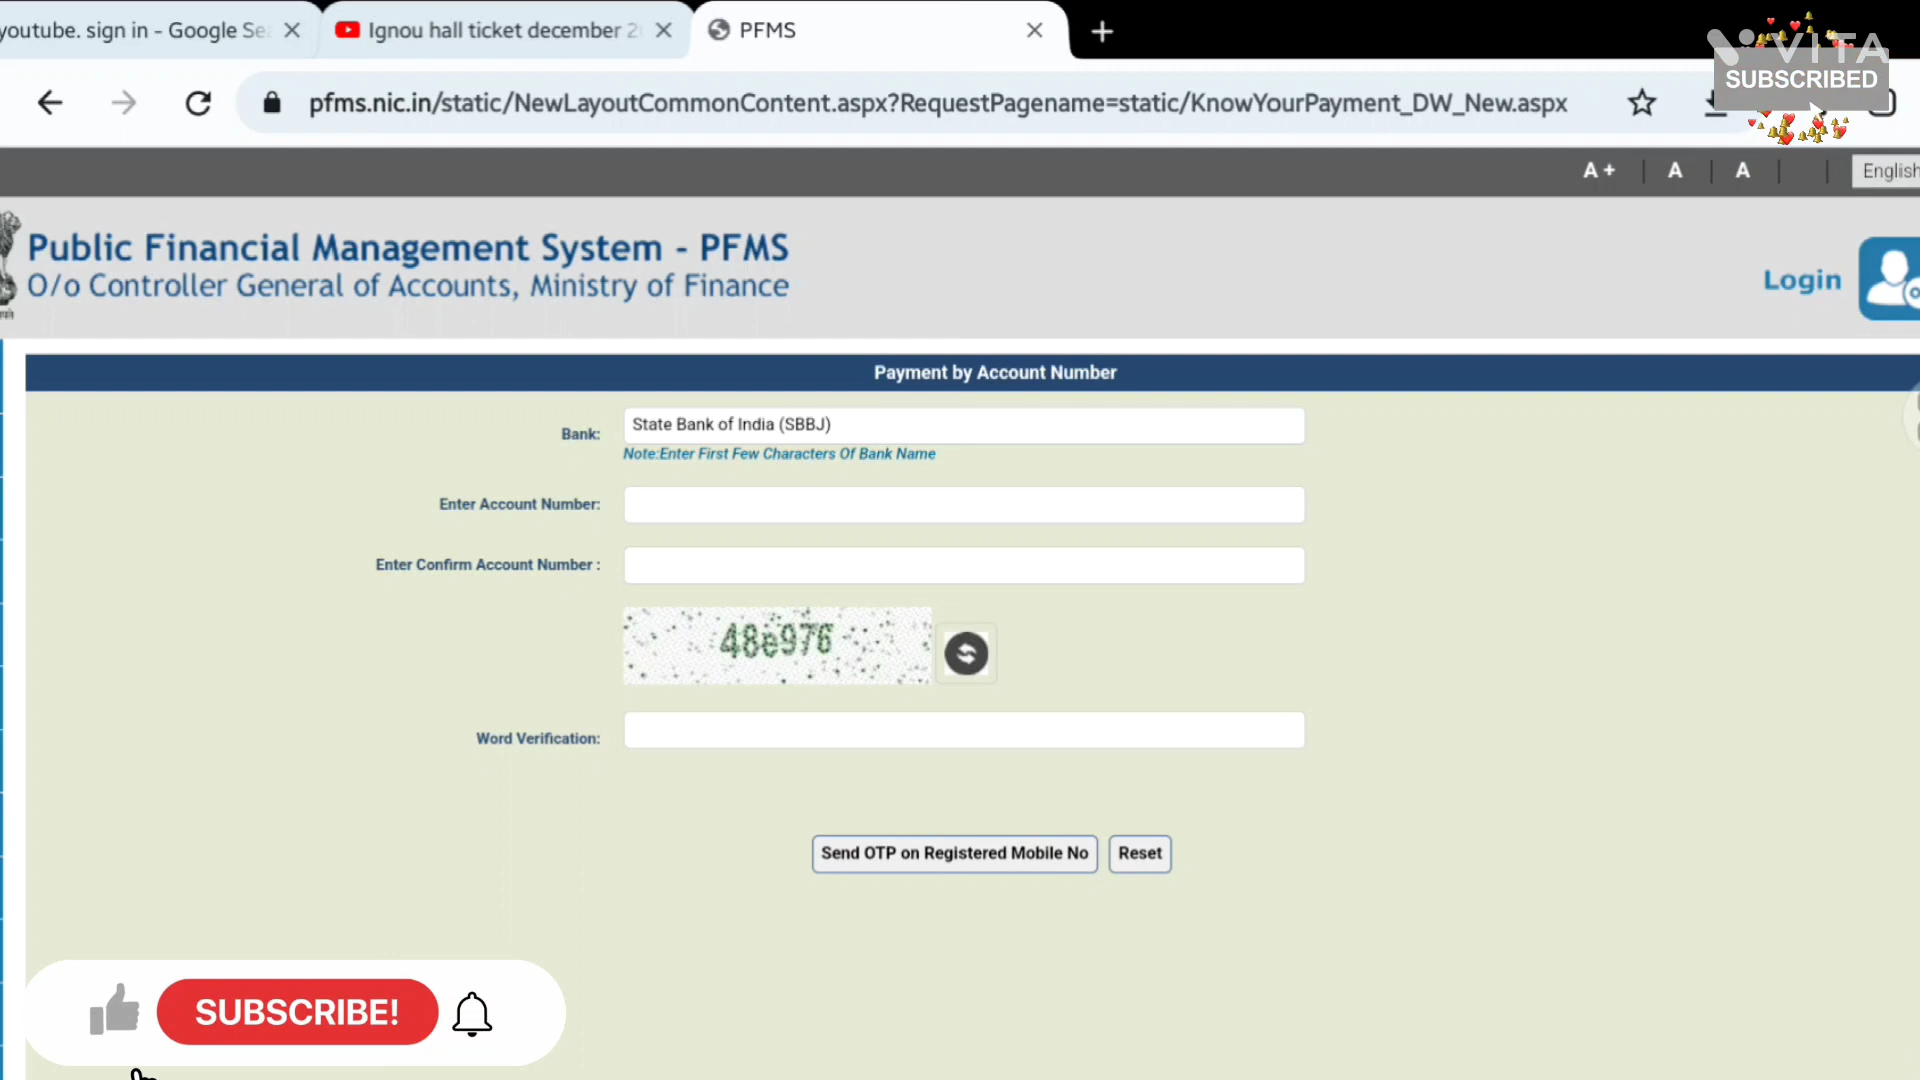 youtube. sign in - Google Se
Ignou hall ticket december 2
PFMS
VITA
SUBSCRIBED
pfms.nic.in/static/NewLayoutCommonContent.aspx?RequestPagename=static/KnowYourPayment_DW_New.aspx
A +
A
A
English
Public Financial Management System - PFMS
O/o Controller General of Accounts, Ministry of Finance
Login
Payment by Account Number
Bank:
State Bank of India (SBBJ)
Note:Enter First Few Characters Of Bank Name
Enter Account Number:
Enter Confirm Account Number :
48e976
Word Verification:
Send OTP on Registered Mobile No
Reset
SUBSCRIBE!